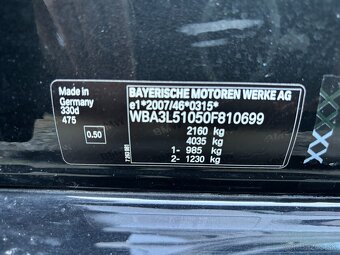 Made in
Germany
330d
475
0.50
BAYERISCHE MOTOREN WERKE AG
e1*2007/46*0315*
WBA3L51050F810699
2160 kg
4035 kg
1- 985 kg
2- 1230 kg